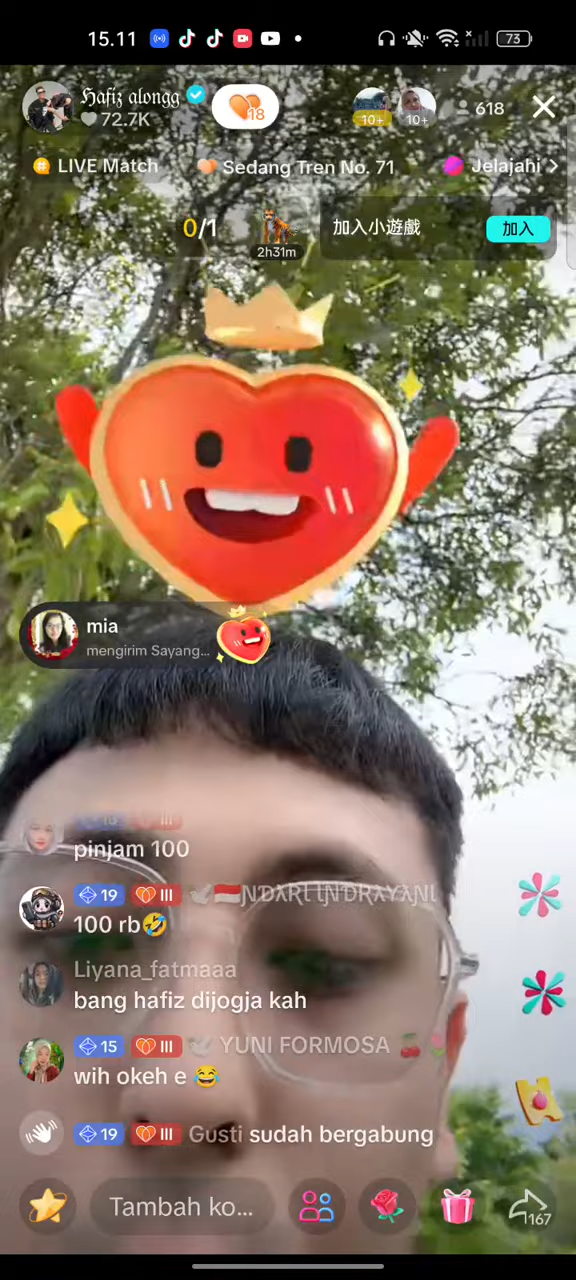 15.11
73
ℌ𝔞𝔣𝔦𝔷 𝔞𝔩𝔬𝔫𝔤𝔤
72.7K
18
10+
10+
618
LIVE Match
Sedang Tren No. 71
Jelajahi >
0/1
2h31m
加入小遊戲
加入
mia
mengirim Sayang...
pinjam 100
19 III 🕊️🇮🇩
100 rb🤣
Liyana_fatmaaa
bang hafiz dijogja kah
15 III 🕊️ YUNI FORMOSA 🍒🌷
wih okeh e 😂
19 III Gusti sudah bergabung
Tambah ko...
167